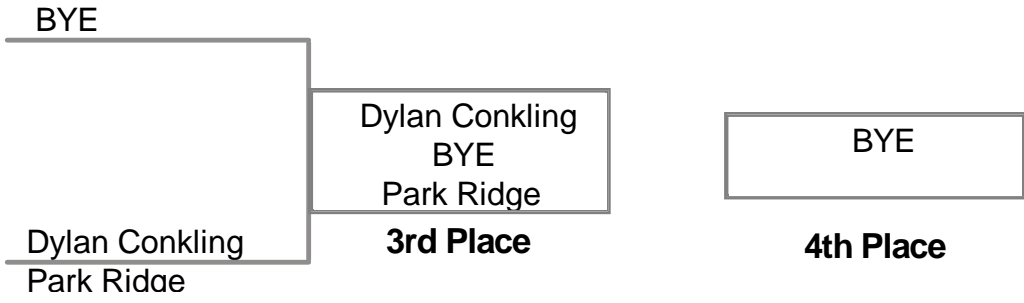 BYE
Dylan Conkling
BYE
Park Ridge
3rd Place
BYE
4th Place
Dylan Conkling
Park Ridge